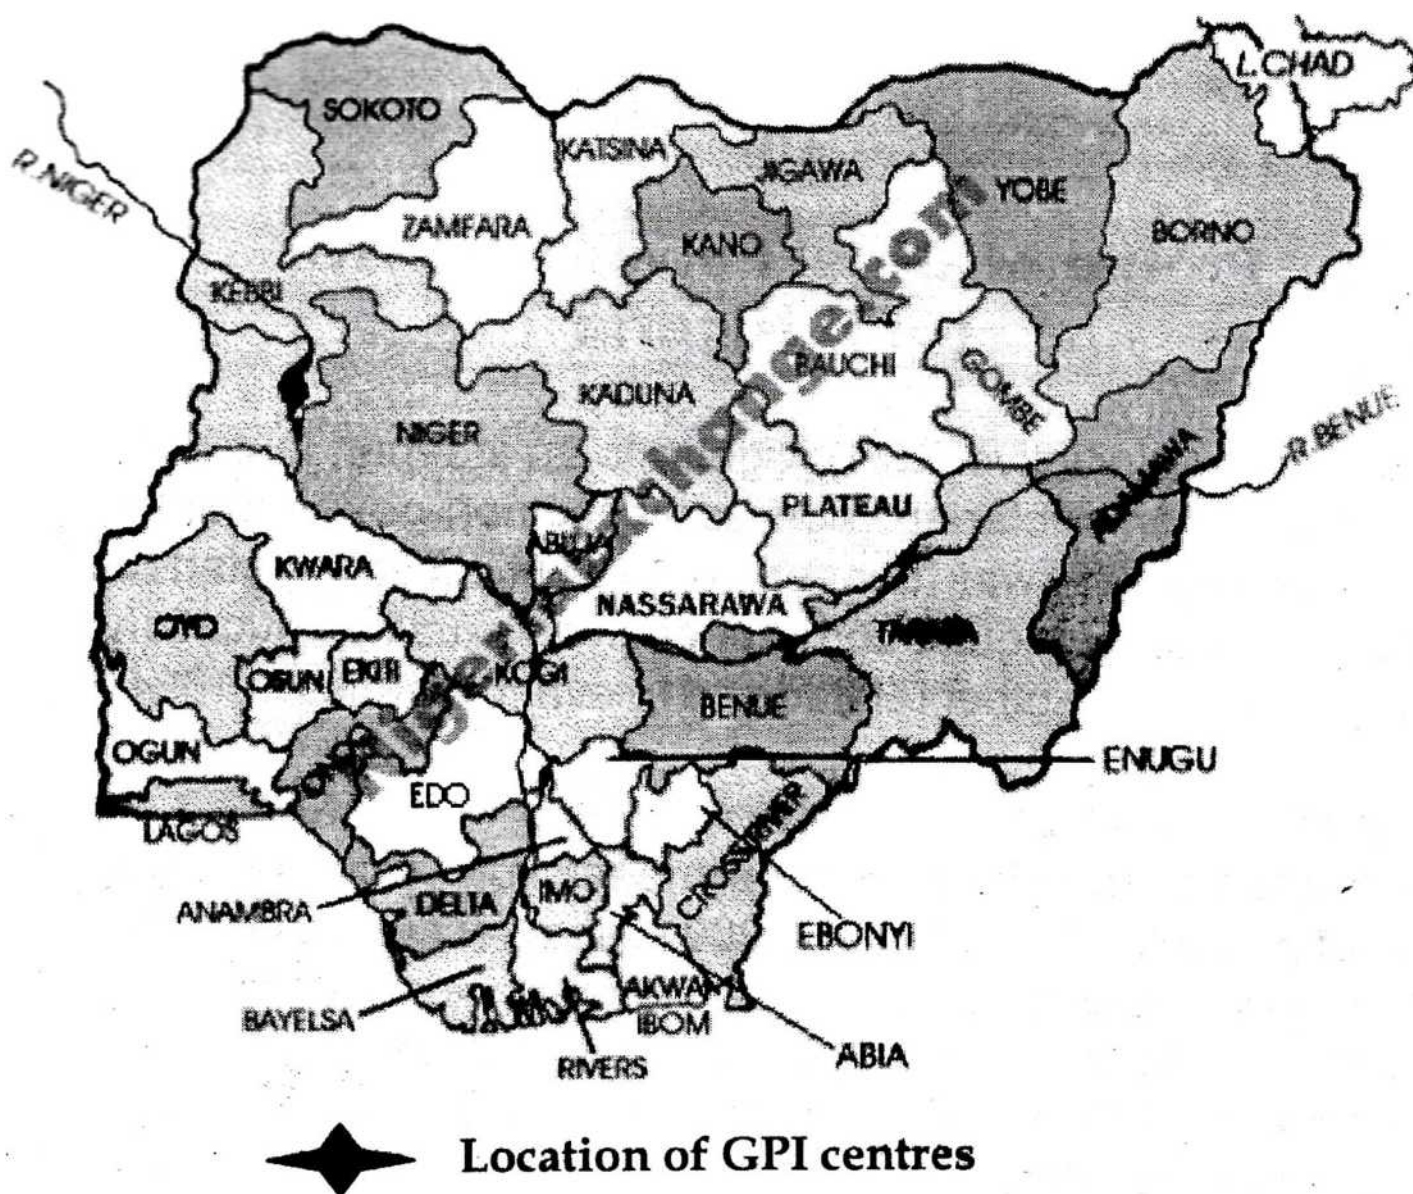 L.CHAD
SOKOTO
KATSINA
JIGAWA
YOBE
R.NIGER
ZAMFARA
KANO
BORNO
KEBBI
BAUCHI
GOMBE
KADUNA
NIGER
R.BENUE
PLATEAU
ABUJA
KWARA
NASSARAWA
OYO
OSUN
EKITI
KOGI
BENUE
OGUN
ENUGU
EDO
LAGOS
CROSS RIVER
ANAMBRA
DELTA
IMO
EBONYI
BAYELSA
AKWA
IBOM
ABIA
RIVERS
Location of GPI centres